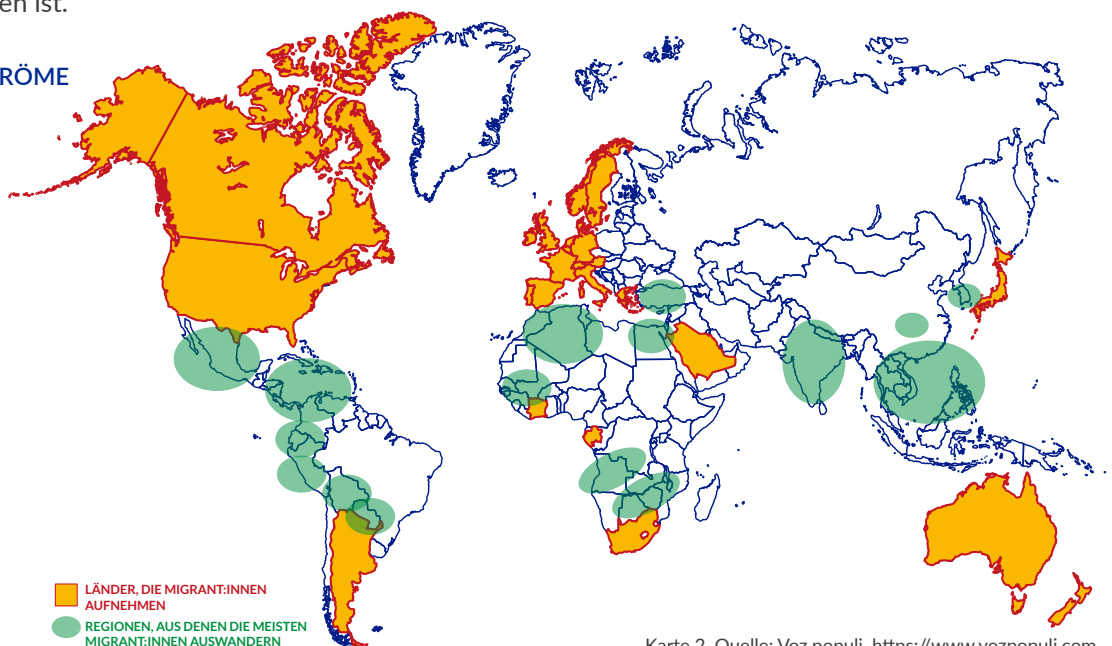 en ist.
RÖME
LÄNDER, DIE MIGRANT:INNEN
AUFNEHMEN
REGIONEN, AUS DENEN DIE MEISTEN
MIGRANT:INNEN AUSWANDERN
Karte 2. Quelle: Voz populi, https://www.vozpopuli.com